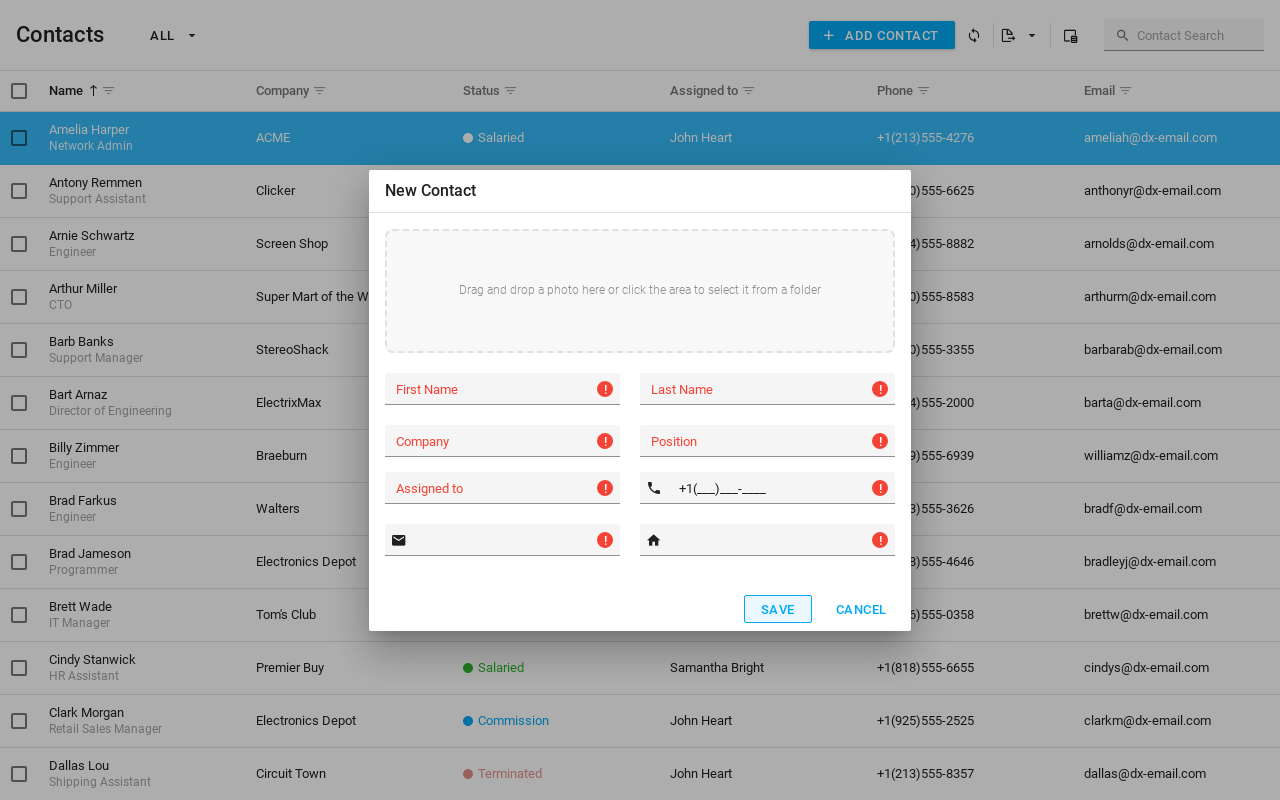 Contacts
ALL
ADD CONTACT
Contact Search
Name
Company
Status
Assigned to
Phone
Email
Amelia Harper
Network Admin
ACME
Salaried
John Heart
+1(213)555-4276
ameliah@dx-email.com
Antony Remmen
Support Assistant
Clicker
0)555-6625
anthonyr@dx-email.com
Arnie Schwartz
Engineer
Screen Shop
4)555-8882
arnolds@dx-email.com
Arthur Miller
CTO
Super Mart of the W
0)555-8583
arthurm@dx-email.com
Barb Banks
Support Manager
StereoShack
0)555-3355
barbarab@dx-email.com
Bart Arnaz
Director of Engineering
ElectrixMax
4)555-2000
barta@dx-email.com
Billy Zimmer
Engineer
Braeburn
9)555-6939
williamz@dx-email.com
Brad Farkus
Engineer
Walters
3)555-3626
bradf@dx-email.com
Brad Jameson
Programmer
Electronics Depot
8)555-4646
bradleyj@dx-email.com
Brett Wade
IT Manager
Tom's Club
6)555-0358
brettw@dx-email.com
Cindy Stanwick
HR Assistant
Premier Buy
Salaried
Samantha Bright
+1(818)555-6655
cindys@dx-email.com
Clark Morgan
Retail Sales Manager
Electronics Depot
Commission
John Heart
+1(925)555-2525
clarkm@dx-email.com
Dallas Lou
Shipping Assistant
Circuit Town
Terminated
John Heart
+1(213)555-8357
dallas@dx-email.com
New Contact
Drag and drop a photo here or click the area to select it from a folder
First Name
Last Name
Company
Position
Assigned to
+1(___)___-____
SAVE
CANCEL